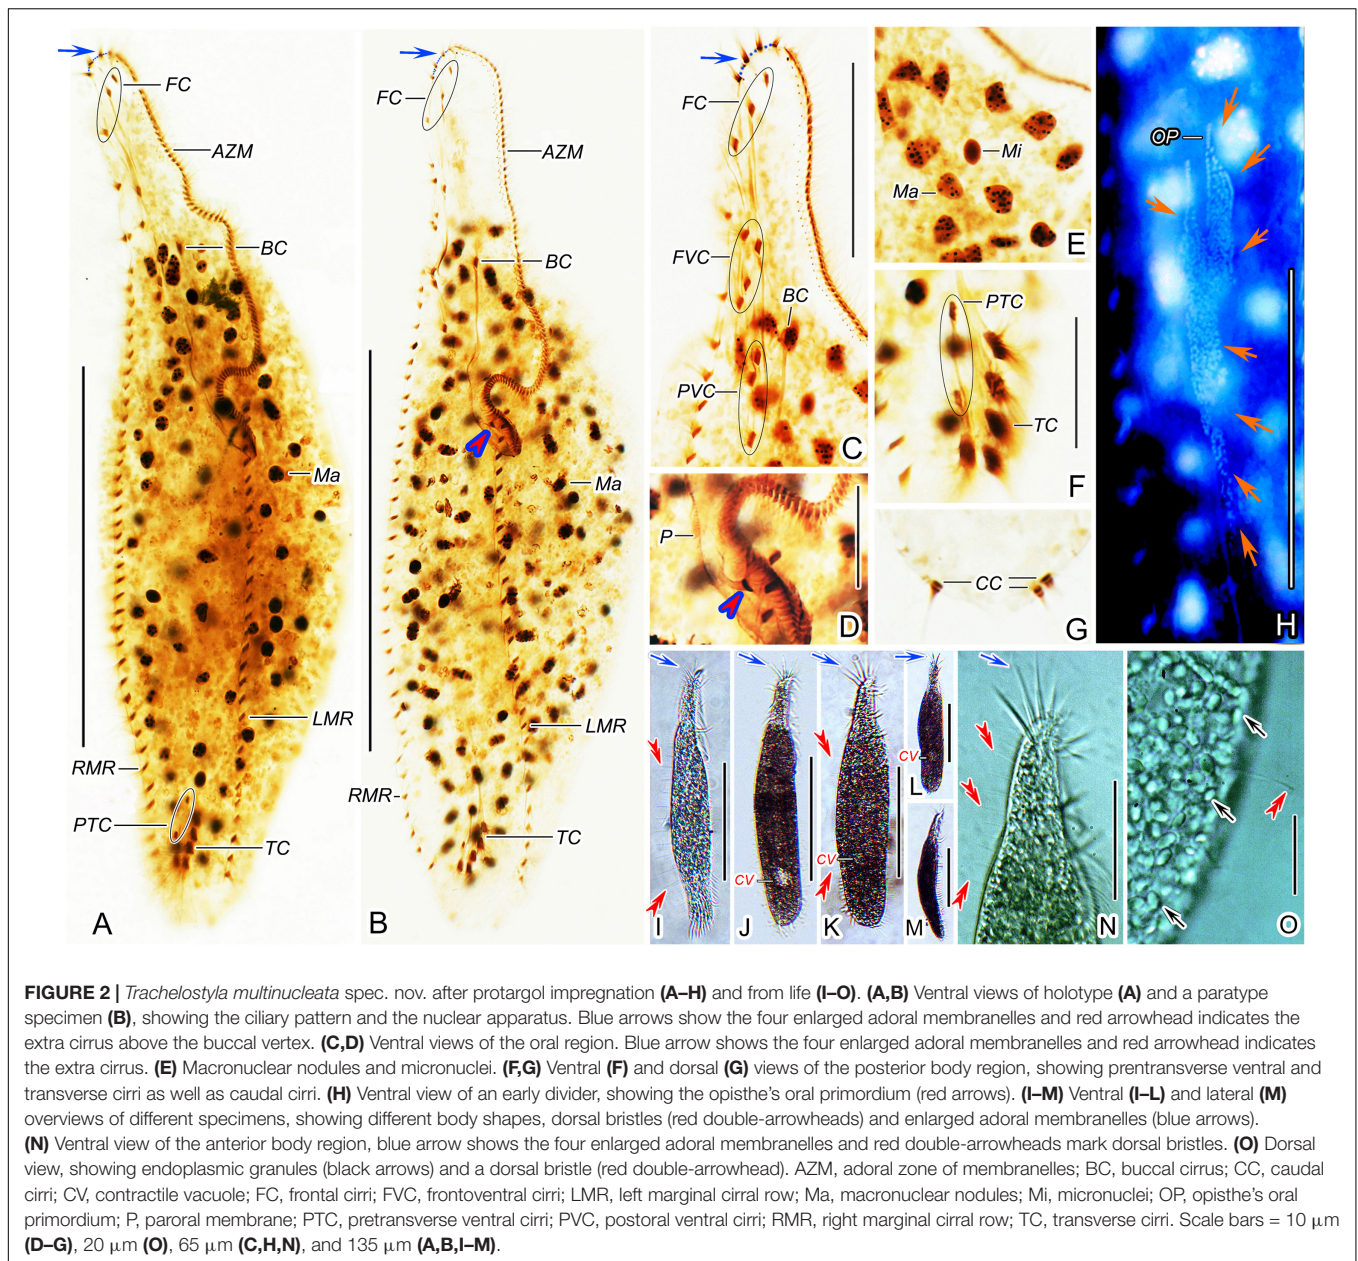 FC
AZM
BC
Ma
LMR
RMR
PTC
TC
A
FC
AZM
BC
Ma
LMR
RMR
TC
B
FC
FVC
BC
PVC
C
P
D
Mi
Ma
E
PTC
TC
F
CC
G
OP
H
I
CV
J
CV
K
CV
L
M
N
O
FIGURE 2 | Trachelostyla multinucleata spec. nov. after protargol impregnation (A–H) and from life (I–O). (A,B) Ventral views of holotype (A) and a paratype
specimen (B), showing the ciliary pattern and the nuclear apparatus. Blue arrows show the four enlarged adoral membranelles and red arrowhead indicates the
extra cirrus above the buccal vertex. (C,D) Ventral views of the oral region. Blue arrow shows the four enlarged adoral membranelles and red arrowhead indicates
the extra cirrus. (E) Macronuclear nodules and micronuclei. (F,G) Ventral (F) and dorsal (G) views of the posterior body region, showing prentransverse ventral and
transverse cirri as well as caudal cirri. (H) Ventral view of an early divider, showing the opisthe's oral primordium (red arrows). (I–M) Ventral (I–L) and lateral (M)
overviews of different specimens, showing different body shapes, dorsal bristles (red double-arrowheads) and enlarged adoral membranelles (blue arrows).
(N) Ventral view of the anterior body region, blue arrow shows the four enlarged adoral membranelles and red double-arrowheads mark dorsal bristles. (O) Dorsal
view, showing endoplasmic granules (black arrows) and a dorsal bristle (red double-arrowhead). AZM, adoral zone of membranelles; BC, buccal cirrus; CC, caudal
cirri; CV, contractile vacuole; FC, frontal cirri; FVC, frontoventral cirri; LMR, left marginal cirral row; Ma, macronuclear nodules; Mi, micronuclei; OP, opisthe's oral
primordium; P, paroral membrane; PTC, pretransverse ventral cirri; PVC, postoral ventral cirri; RMR, right marginal cirral row; TC, transverse cirri. Scale bars = 10 μm
(D–G), 20 μm (O), 65 μm (C,H,N), and 135 μm (A,B,I–M).